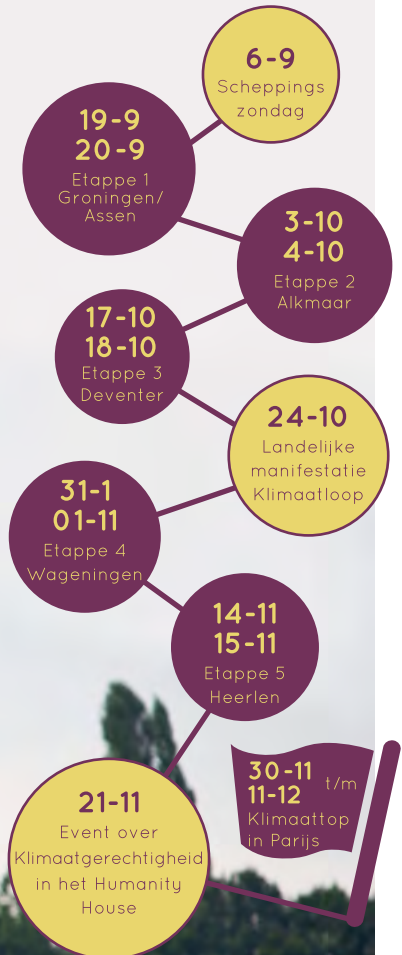 6-9
Scheppings
zondag
19-9
20-9
Etappe 1
Groningen/
Assen
3-10
4-10
Etappe 2
Alkmaar
17-10
18-10
Etappe 3
Deventer
24-10
Landelijke
manifestatie
Klimaatloop
31-1
01-11
Etappe 4
Wageningen
14-11
15-11
Etappe 5
Heerlen
21-11
Event over
Klimaatgerechtigheid
in het Humanity
House
30-11 t/m
11-12
Klimaattop
in Parijs